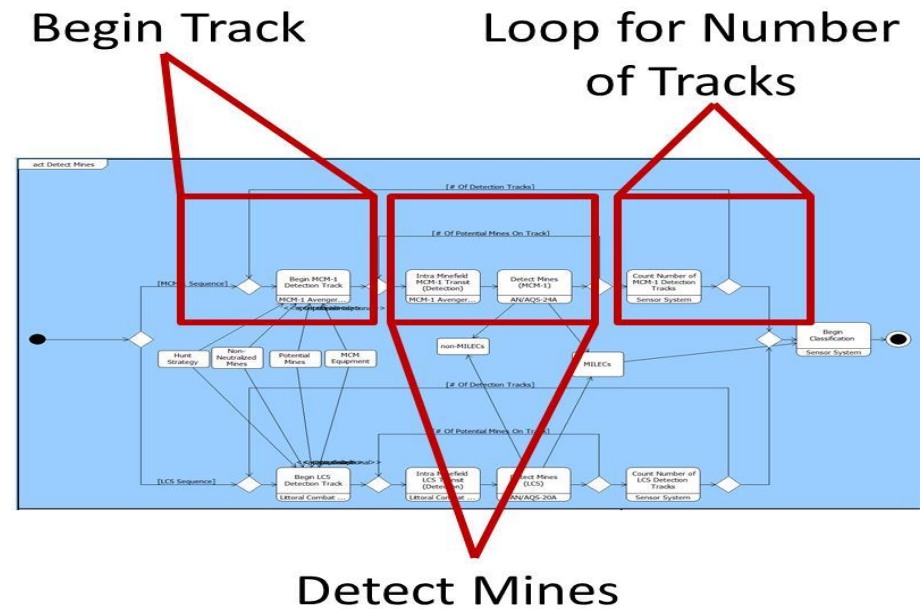 Begin Track
Loop for Number
of Tracks
act Detect Mines
[# Of Detection Tracks]
[# Of Potential Mines On Track]
Sequence]
Begin MCM-1
Detection Track
MCM-1 Avenger...
Intra Minefield
MCM-1 Transit
(Detection)
MCM-1 Avenger...
Detect Mines
(MCM-1)
AN/AQS-24A
Count Number of
MCM-1 Detection
Tracks
Sensor System
Begin
Classification
Sensor System
Hunt
Strategy
Non-
Neutralized
Mines
Potential
Mines
MCM
Equipment
non-MILECs
MILECs
[# Of Detection Tracks]
[# Of Potential Mines On Track]
[LCS Sequence]
Begin LCS
Detection Track
Littoral Combat ...
Intra Minefield
LCS Transit
(Detection)
Littoral Combat ...
Detect Mines
(LCS)
AN/AQS-20A
Count Number of
LCS Detection
Tracks
Sensor System
Detect Mines